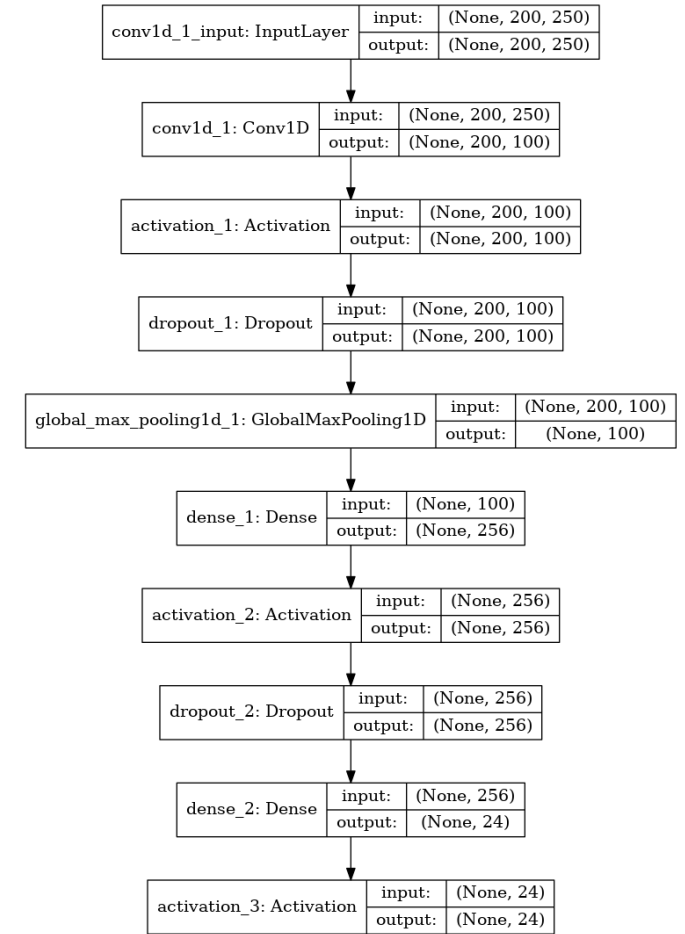 conv1d_1_input: InputLayer
input: (None, 200, 250)
output: (None, 200, 250)
conv1d_1: Conv1D
input: (None, 200, 250)
output: (None, 200, 100)
activation_1: Activation
input: (None, 200, 100)
output: (None, 200, 100)
dropout_1: Dropout
input: (None, 200, 100)
output: (None, 200, 100)
global_max_pooling1d_1: GlobalMaxPooling1D
input: (None, 200, 100)
output: (None, 100)
dense_1: Dense
input: (None, 100)
output: (None, 256)
activation_2: Activation
input: (None, 256)
output: (None, 256)
dropout_2: Dropout
input: (None, 256)
output: (None, 256)
dense_2: Dense
input: (None, 256)
output: (None, 24)
activation_3: Activation
input: (None, 24)
output: (None, 24)